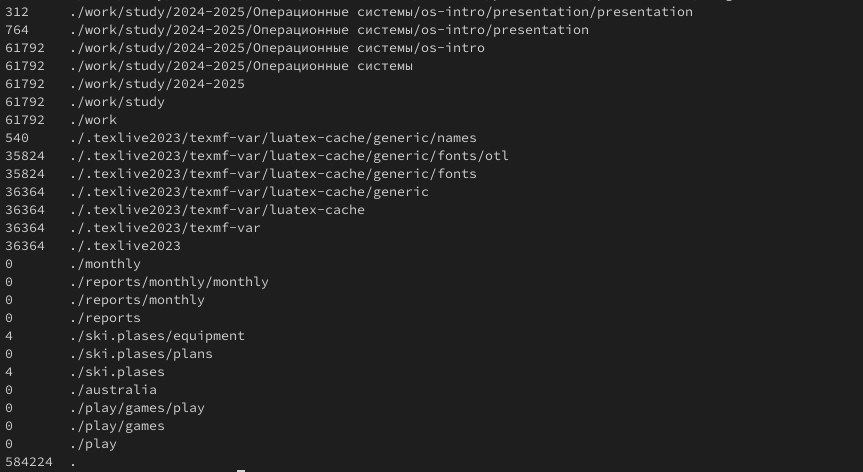 312 ./work/study/2024-2025/Операционные системы/os-intro/presentation/presentation
764 ./work/study/2024-2025/Операционные системы/os-intro/presentation
61792 ./work/study/2024-2025/Операционные системы/os-intro
61792 ./work/study/2024-2025/Операционные системы
61792 ./work/study/2024-2025
61792 ./work/study
61792 ./work
540 ./.texlive2023/texmf-var/luatex-cache/generic/names
35824 ./.texlive2023/texmf-var/luatex-cache/generic/fonts/otl
35824 ./.texlive2023/texmf-var/luatex-cache/generic/fonts
36364 ./.texlive2023/texmf-var/luatex-cache/generic
36364 ./.texlive2023/texmf-var/luatex-cache
36364 ./.texlive2023/texmf-var
36364 ./.texlive2023
0 ./monthly
0 ./reports/monthly/monthly
0 ./reports/monthly
0 ./reports
4 ./ski.plases/equipment
0 ./ski.plases/plans
4 ./ski.plases
0 ./australia
0 ./play/games/play
0 ./play/games
0 ./play
584224 .